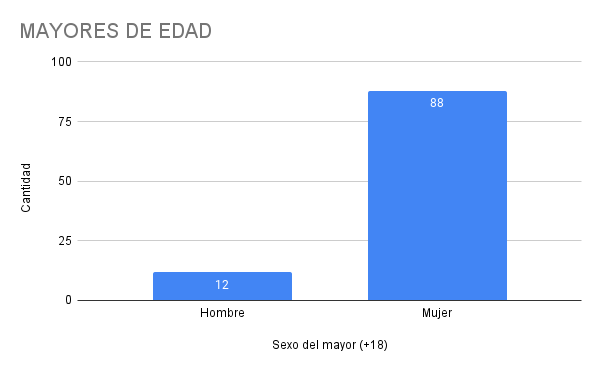 MAYORES DE EDAD
100
75
50
25
0
Cantidad
12
88
Hombre
Mujer
Sexo del mayor (+18)